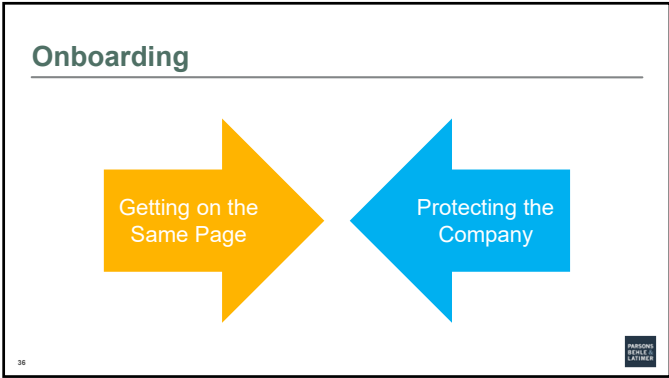 Onboarding
Getting on the
Same Page
Protecting the
Company
36
PARSONS
BEHLE &
LATIMER